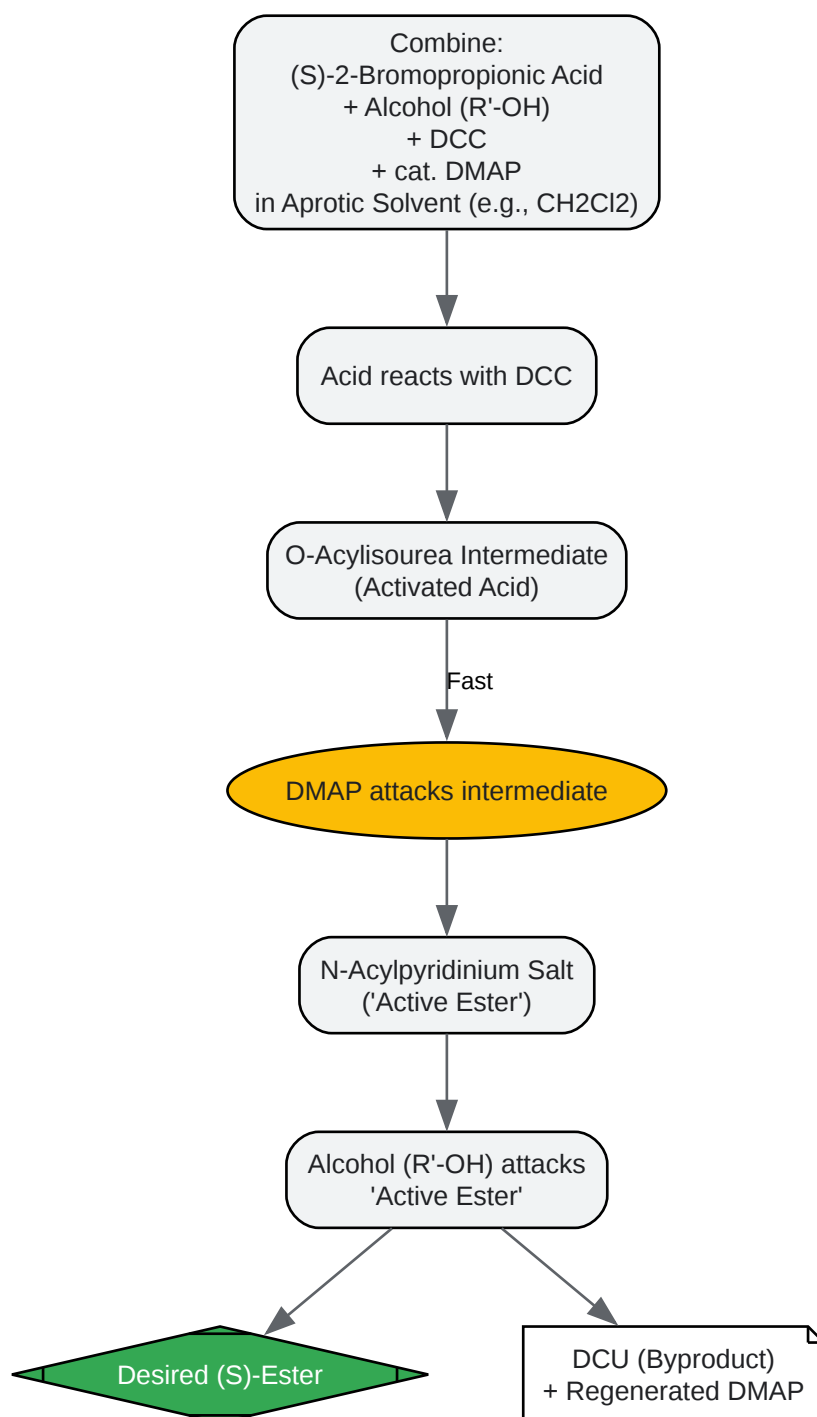 Combine:
(S)-2-Bromopropionic Acid
+ Alcohol (R'-OH)
+ DCC
+ cat. DMAP
in Aprotic Solvent (e.g., CH2Cl2)
Acid reacts with DCC
O-Acylisourea Intermediate
(Activated Acid)
Fast
DMAP attacks intermediate
N-Acylpyridinium Salt
('Active Ester')
Alcohol (R'-OH) attacks
'Active Ester'
Desired (S)-Ester
DCU (Byproduct)
+ Regenerated DMAP